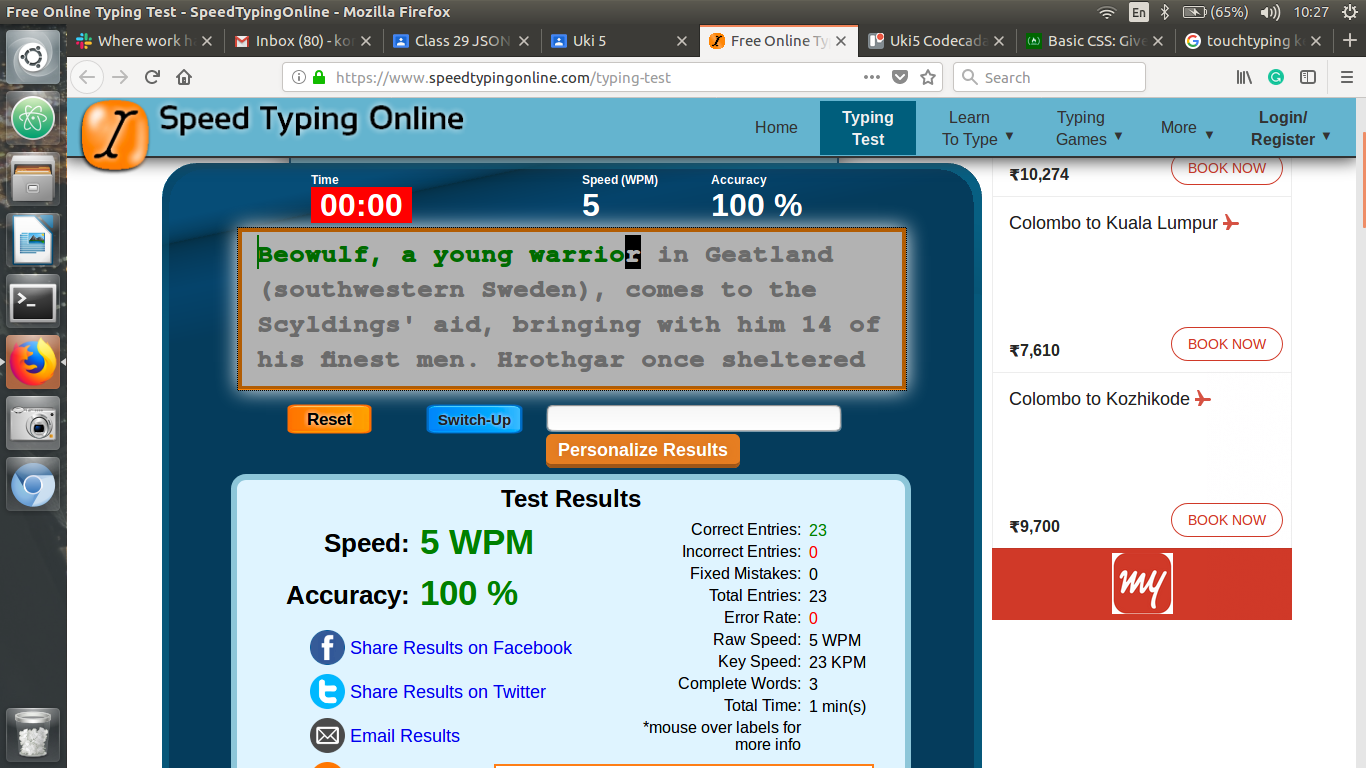 Free Online Typing Test - SpeedTypingOnline - Mozilla Firefox
En (65%) 10:27
Where work h Inbox (80) - ko Class 29 JSON Uki 5 Free Online Ty Uki5 Codecada Basic CSS: Give touchtyping k
https://www.speedtypingonline.com/typing-test Search
Speed Typing Online
Home
Typing Test
Learn To Type
Typing Games
More
Login/ Register
Time
00:00
Speed (WPM)
5
Accuracy
100 %
Beowulf, a young warrior in Geatland
(southwestern Sweden), comes to the
Scyldings' aid, bringing with him 14 of
his finest men. Hrothgar once sheltered
Reset Switch-Up
Personalize Results
Test Results
Speed: 5 WPM
Accuracy: 100 %
Share Results on Facebook
Share Results on Twitter
Email Results
Correct Entries: 23
Incorrect Entries: 0
Fixed Mistakes: 0
Total Entries: 23
Error Rate: 0
Raw Speed: 5 WPM
Key Speed: 23 KPM
Complete Words: 3
Total Time: 1 min(s)
*mouse over labels for
more info
₹10,274 BOOK NOW
Colombo to Kuala Lumpur
₹7,610 BOOK NOW
Colombo to Kozhikode
₹9,700 BOOK NOW
my